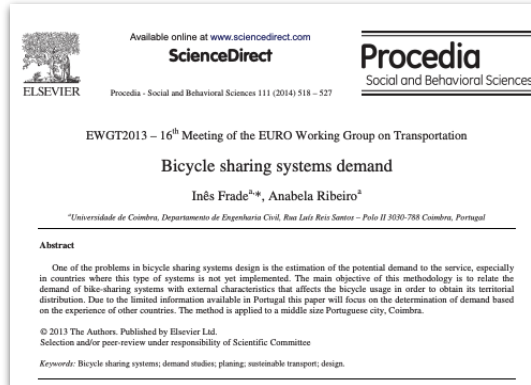 Available online at www.sciencedirect.com
ScienceDirect
ELSEVIER
Procedia - Social and Behavioral Sciences 111 (2014) 518 – 527
Procedia
Social and Behavioral Sciences
EWGT2013 – 16th Meeting of the EURO Working Group on Transportation
Bicycle sharing systems demand
Inês Fradea,*, Anabela Ribeiroa
aUniversidade de Coimbra, Departamento de Engenharia Civil, Rua Luís Reis Santos – Polo II 3030-788 Coimbra, Portugal
Abstract
One of the problems in bicycle sharing systems design is the estimation of the potential demand to the service, especially
in countries where this type of systems is not yet implemented. The main objective of this methodology is to relate the
demand of bike-sharing systems with external characteristics that affects the bicycle usage in order to obtain its territorial
distribution. Due to the limited information available in Portugal this paper will focus on the determination of demand based
on the experience of other countries. The method is applied to a middle size Portuguese city, Coimbra.
© 2013 The Authors. Published by Elsevier Ltd.
Selection and/or peer-review under responsibility of Scientific Committee
Keywords: Bicycle sharing systems; demand studies; planing; susteinable transport; design.